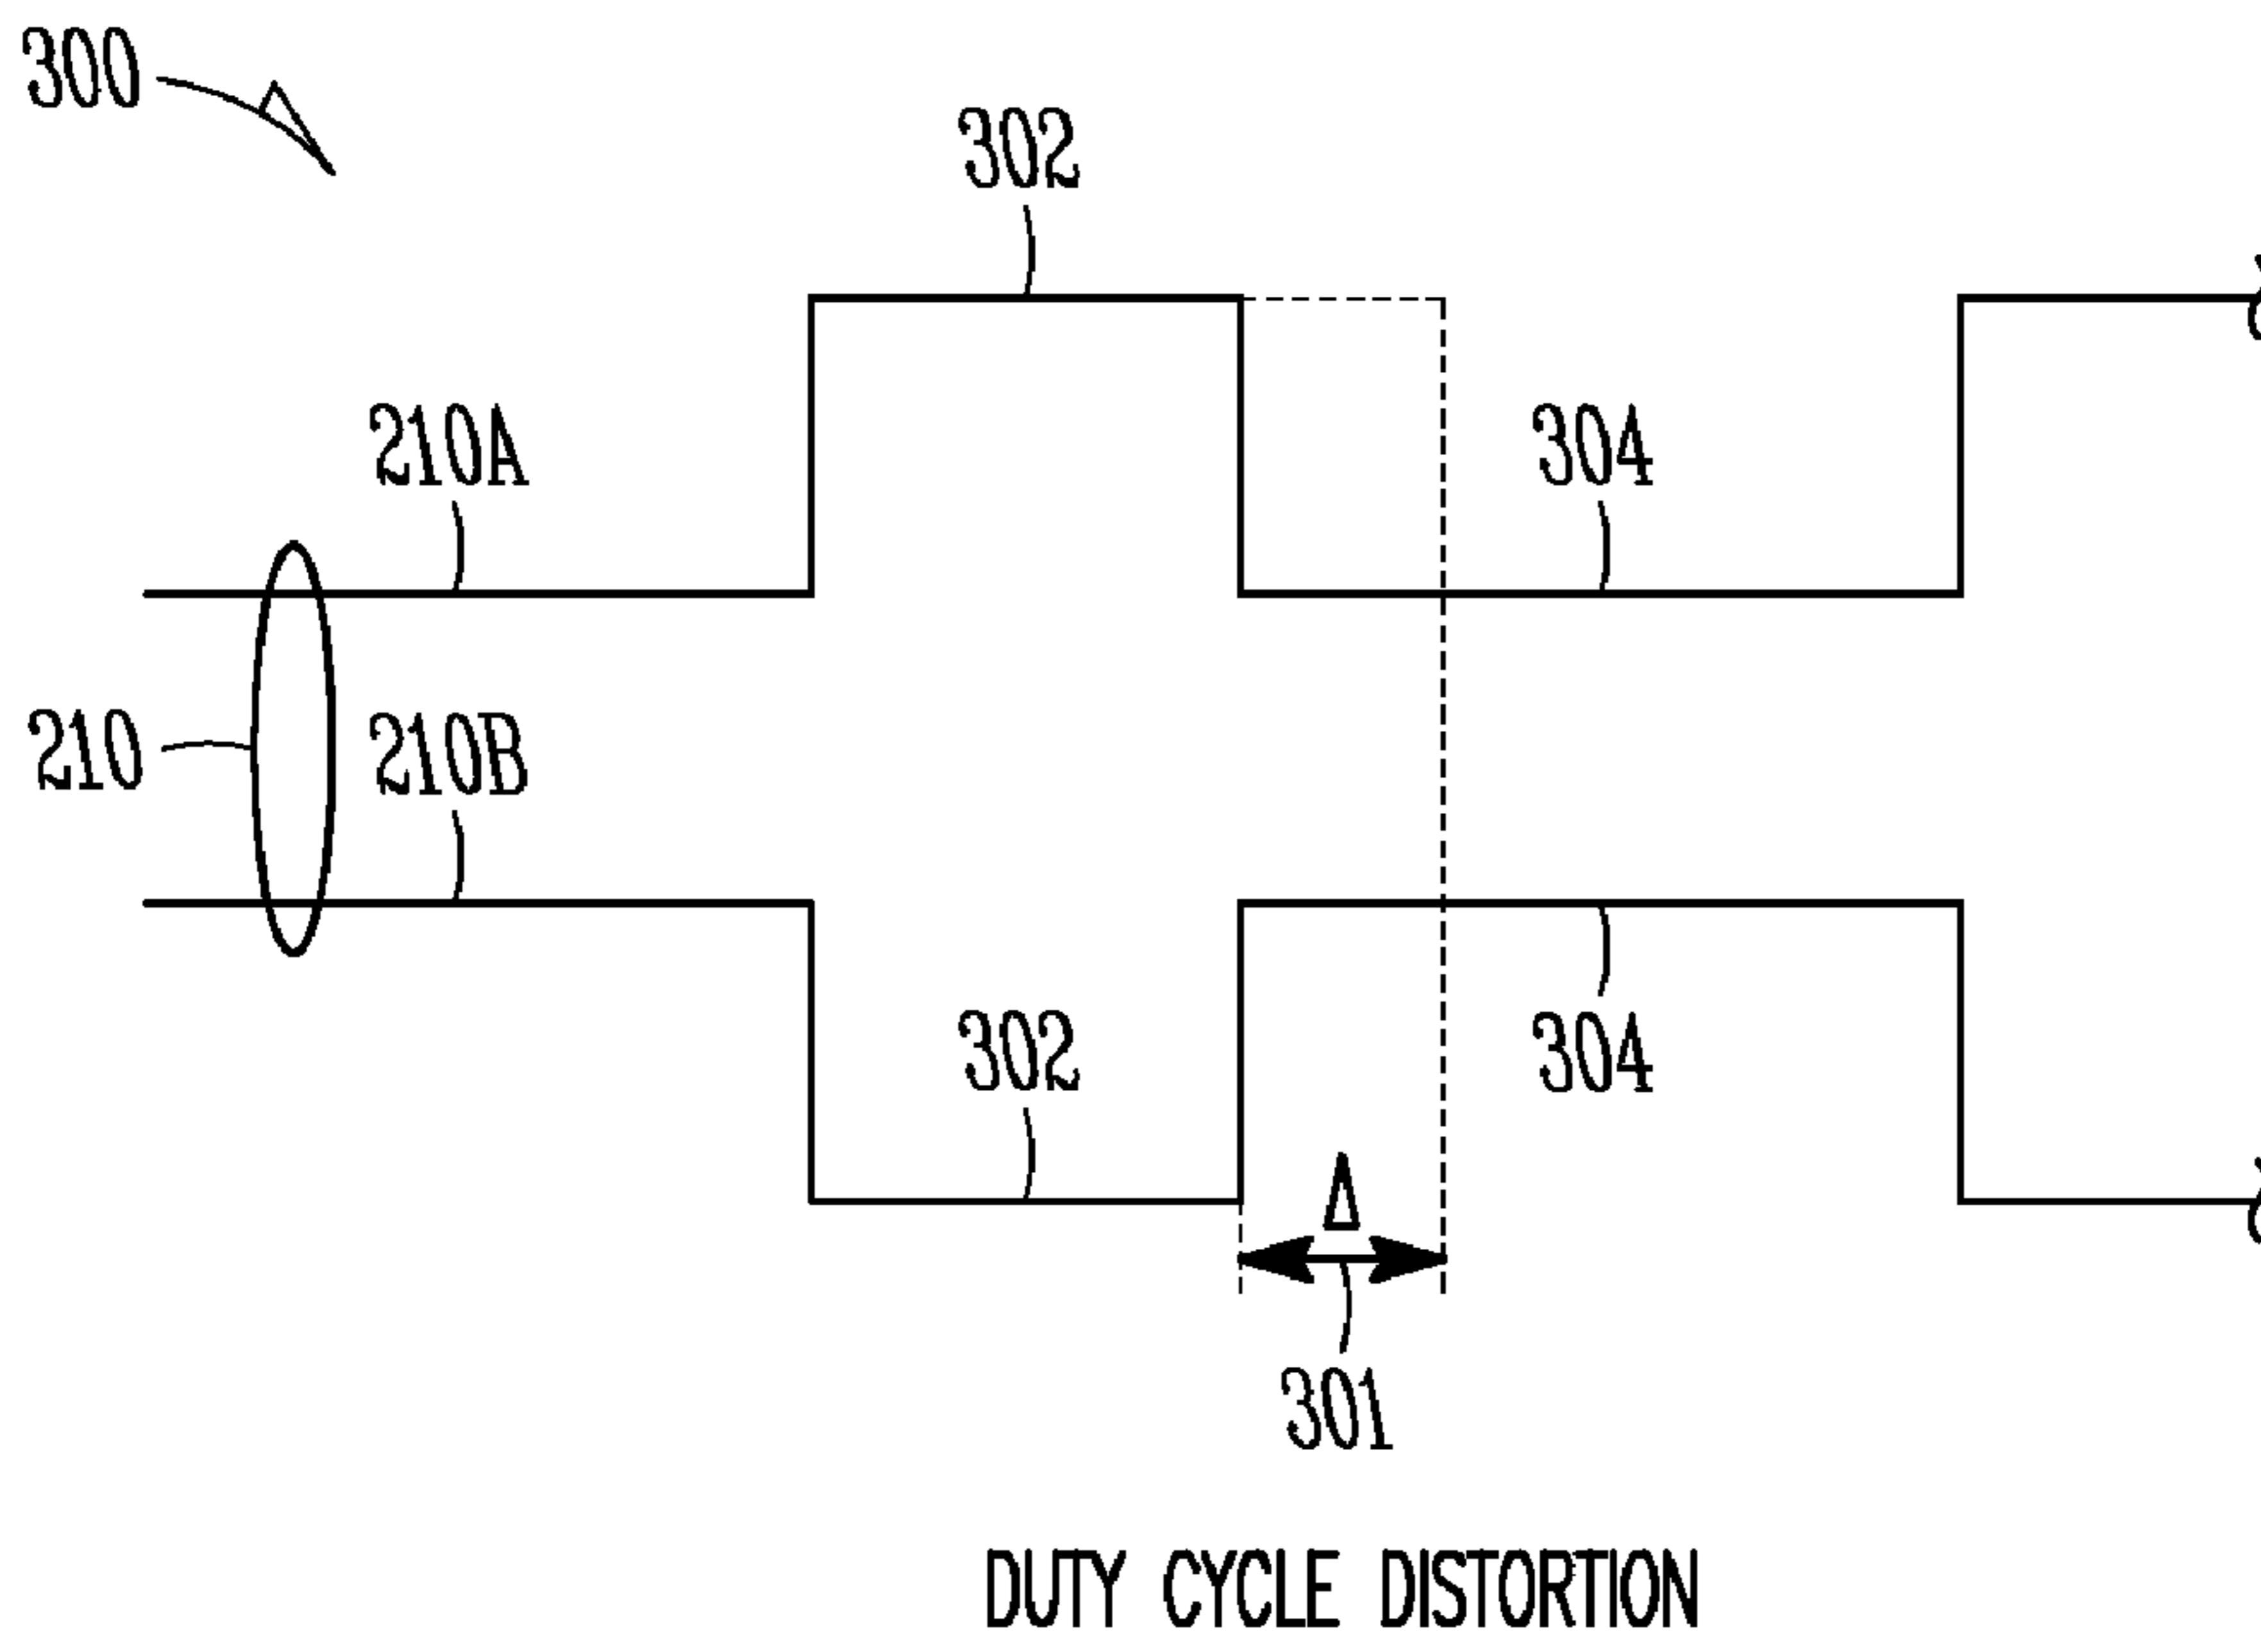 300
302
210A
304
210
210B
302
304
Δ
301
DUTY CYCLE DISTORTION